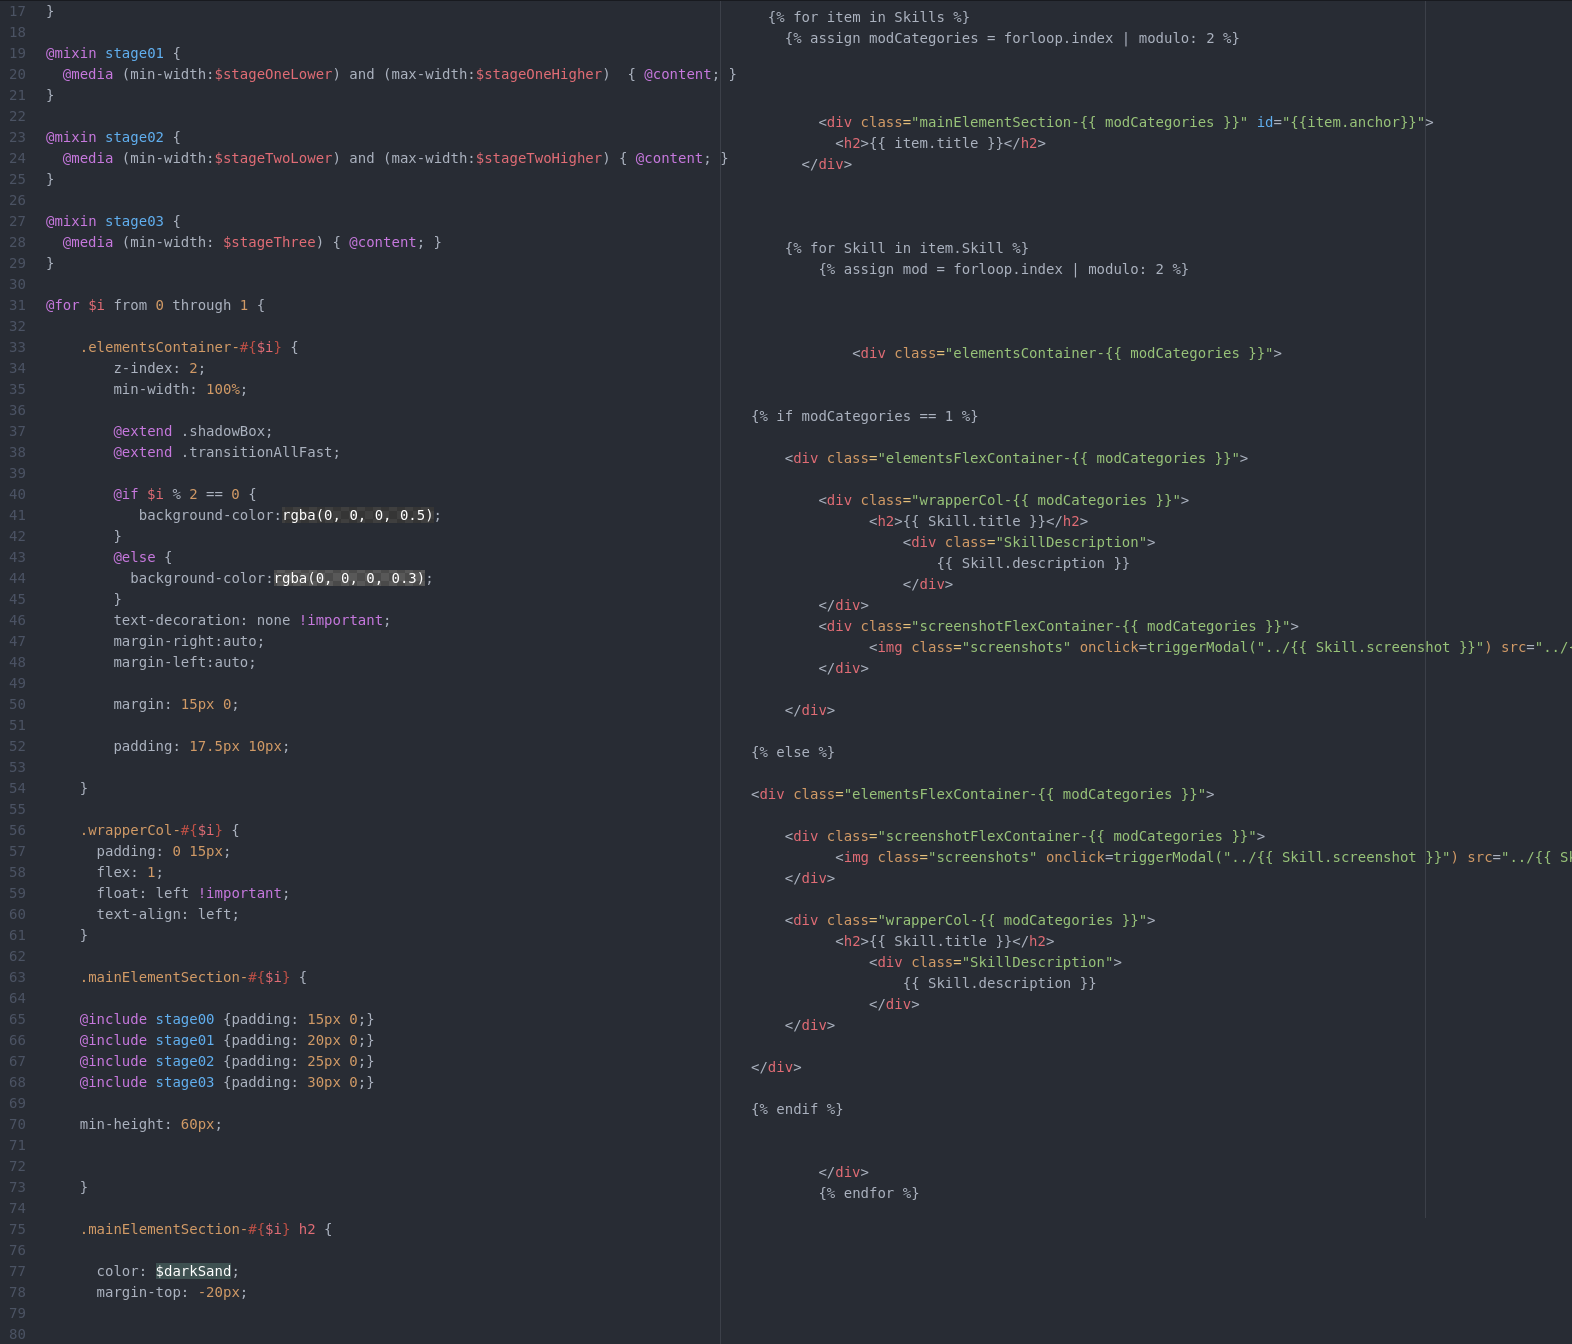 17 }
18
19 @mixin stage01 {
20   @media (min-width:$stageOneLower) and (max-width:$stageOneHigher)  { @content; }
21 }
22
23 @mixin stage02 {
24   @media (min-width:$stageTwoLower) and (max-width:$stageTwoHigher) { @content; }
25 }
26
27 @mixin stage03 {
28   @media (min-width: $stageThree) { @content; }
29 }
30
31 @for $i from 0 through 1 {
32
33     .elementsContainer-#{$i} {
34         z-index: 2;
35         min-width: 100%;
36
37         @extend .shadowBox;
38         @extend .transitionAllFast;
39
40         @if $i % 2 == 0 {
41            background-color:rgba(0, 0, 0, 0.5);
42         }
43         @else {
44           background-color:rgba(0, 0, 0, 0.3);
45         }
46         text-decoration: none !important;
47         margin-right:auto;
48         margin-left:auto;
49
50         margin: 15px 0;
51
52         padding: 17.5px 10px;
53
54     }
55
56     .wrapperCol-#{$i} {
57       padding: 0 15px;
58       flex: 1;
59       float: left !important;
60       text-align: left;
61     }
62
63     .mainElementSection-#{$i} {
64
65     @include stage00 {padding: 15px 0;}
66     @include stage01 {padding: 20px 0;}
67     @include stage02 {padding: 25px 0;}
68     @include stage03 {padding: 30px 0;}
69
70     min-height: 60px;
71
72
73     }
74
75     .mainElementSection-#{$i} h2 {
76
77       color: $darkSand;
78       margin-top: -20px;
79
80
{% for item in Skills %}
{% assign modCategories = forloop.index | modulo: 2 %}
<div class="mainElementSection-{{ modCategories }}" id="{{item.anchor}}">
<h2>{{ item.title }}</h2>
</div>
{% for Skill in item.Skill %}
{% assign mod = forloop.index | modulo: 2 %}
<div class="elementsContainer-{{ modCategories }}">
{% if modCategories == 1 %}
<div class="elementsFlexContainer-{{ modCategories }}">
<div class="wrapperCol-{{ modCategories }}">
<h2>{{ Skill.title }}</h2>
<div class="SkillDescription">
{{ Skill.description }}
</div>
</div>
<div class="screenshotFlexContainer-{{ modCategories }}">
<img class="screenshots" onclick=triggerModal("../{{ Skill.screenshot }}") src="../
</div>
</div>
{% else %}
<div class="elementsFlexContainer-{{ modCategories }}">
<div class="screenshotFlexContainer-{{ modCategories }}">
<img class="screenshots" onclick=triggerModal("../{{ Skill.screenshot }}") src="../{{ Sk
</div>
<div class="wrapperCol-{{ modCategories }}">
<h2>{{ Skill.title }}</h2>
<div class="SkillDescription">
{{ Skill.description }}
</div>
</div>
</div>
{% endif %}
</div>
{% endfor %}